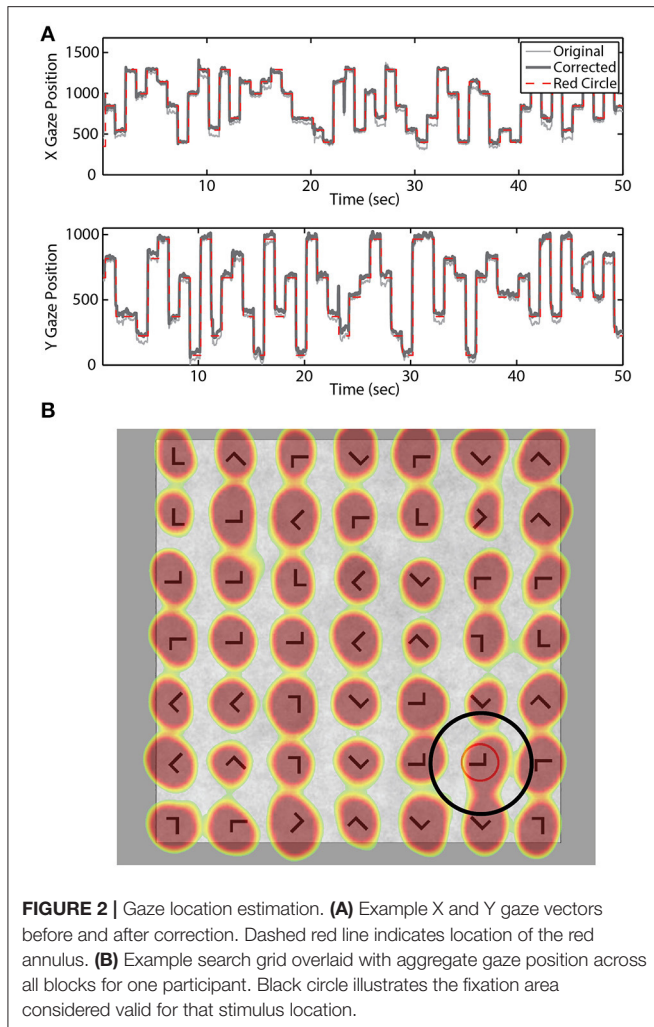 A
1500
1000
500
0
X Gaze Position
Original
Corrected
Red Circle
10
20
30
40
50
Time (sec)
1000
500
0
Y Gaze Position
10
20
30
40
50
Time (sec)
B
FIGURE 2 | Gaze location estimation. (A) Example X and Y gaze vectors
before and after correction. Dashed red line indicates location of the red
annulus. (B) Example search grid overlaid with aggregate gaze position across
all blocks for one participant. Black circle illustrates the fixation area
considered valid for that stimulus location.